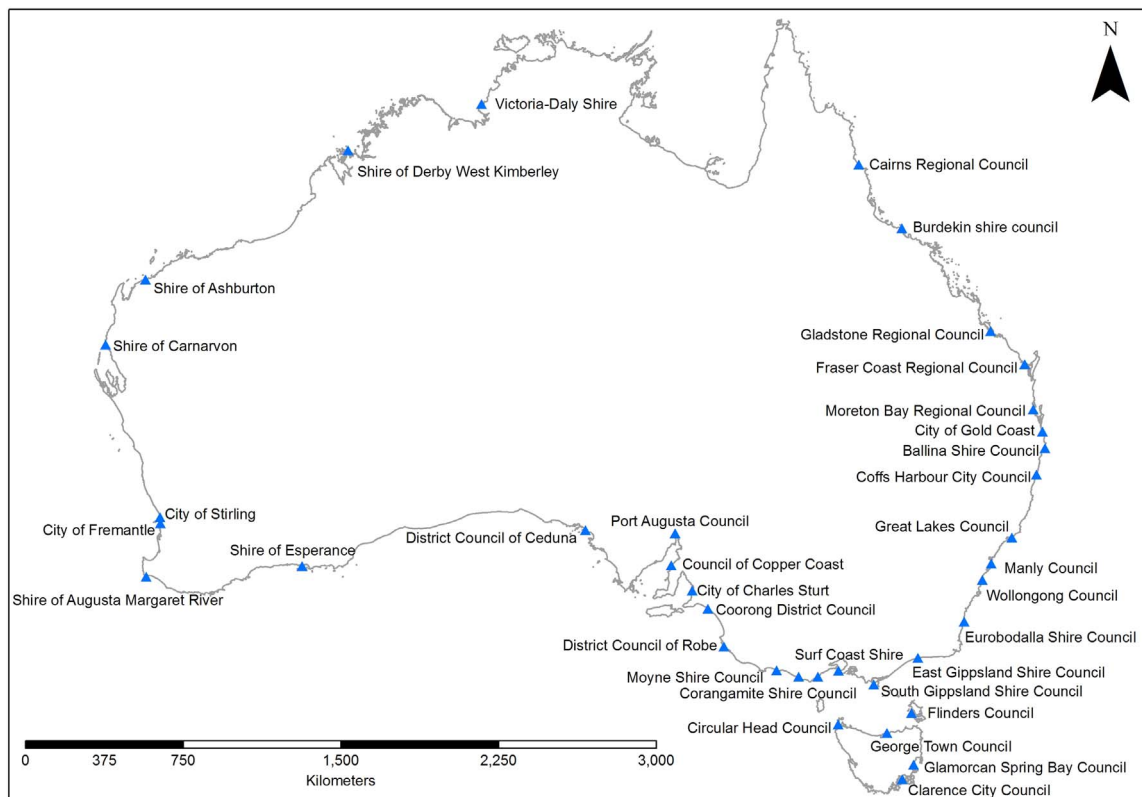 N
Victoria-Daly Shire
Shire of Derby West Kimberley
Cairns Regional Council
Burdekin shire council
Shire of Ashburton
Shire of Carnarvon
Gladstone Regional Council
Fraser Coast Regional Council
Moreton Bay Regional Council
City of Gold Coast
Ballina Shire Council
Coffs Harbour City Council
City of Stirling
City of Fremantle
Port Augusta Council
Great Lakes Council
District Council of Ceduna
Shire of Esperance
Council of Copper Coast
Manly Council
City of Charles Sturt
Wollongong Council
Shire of Augusta Margaret River
Coorong District Council
Eurobodalla Shire Council
District Council of Robe
Surf Coast Shire
East Gippsland Shire Council
Moyne Shire Council
Corangamite Shire Council
South Gippsland Shire Council
Flinders Council
Circular Head Council
George Town Council
Glamorcan Spring Bay Council
Clarence City Council
0 375 750 1,500 2,250 3,000
Kilometers